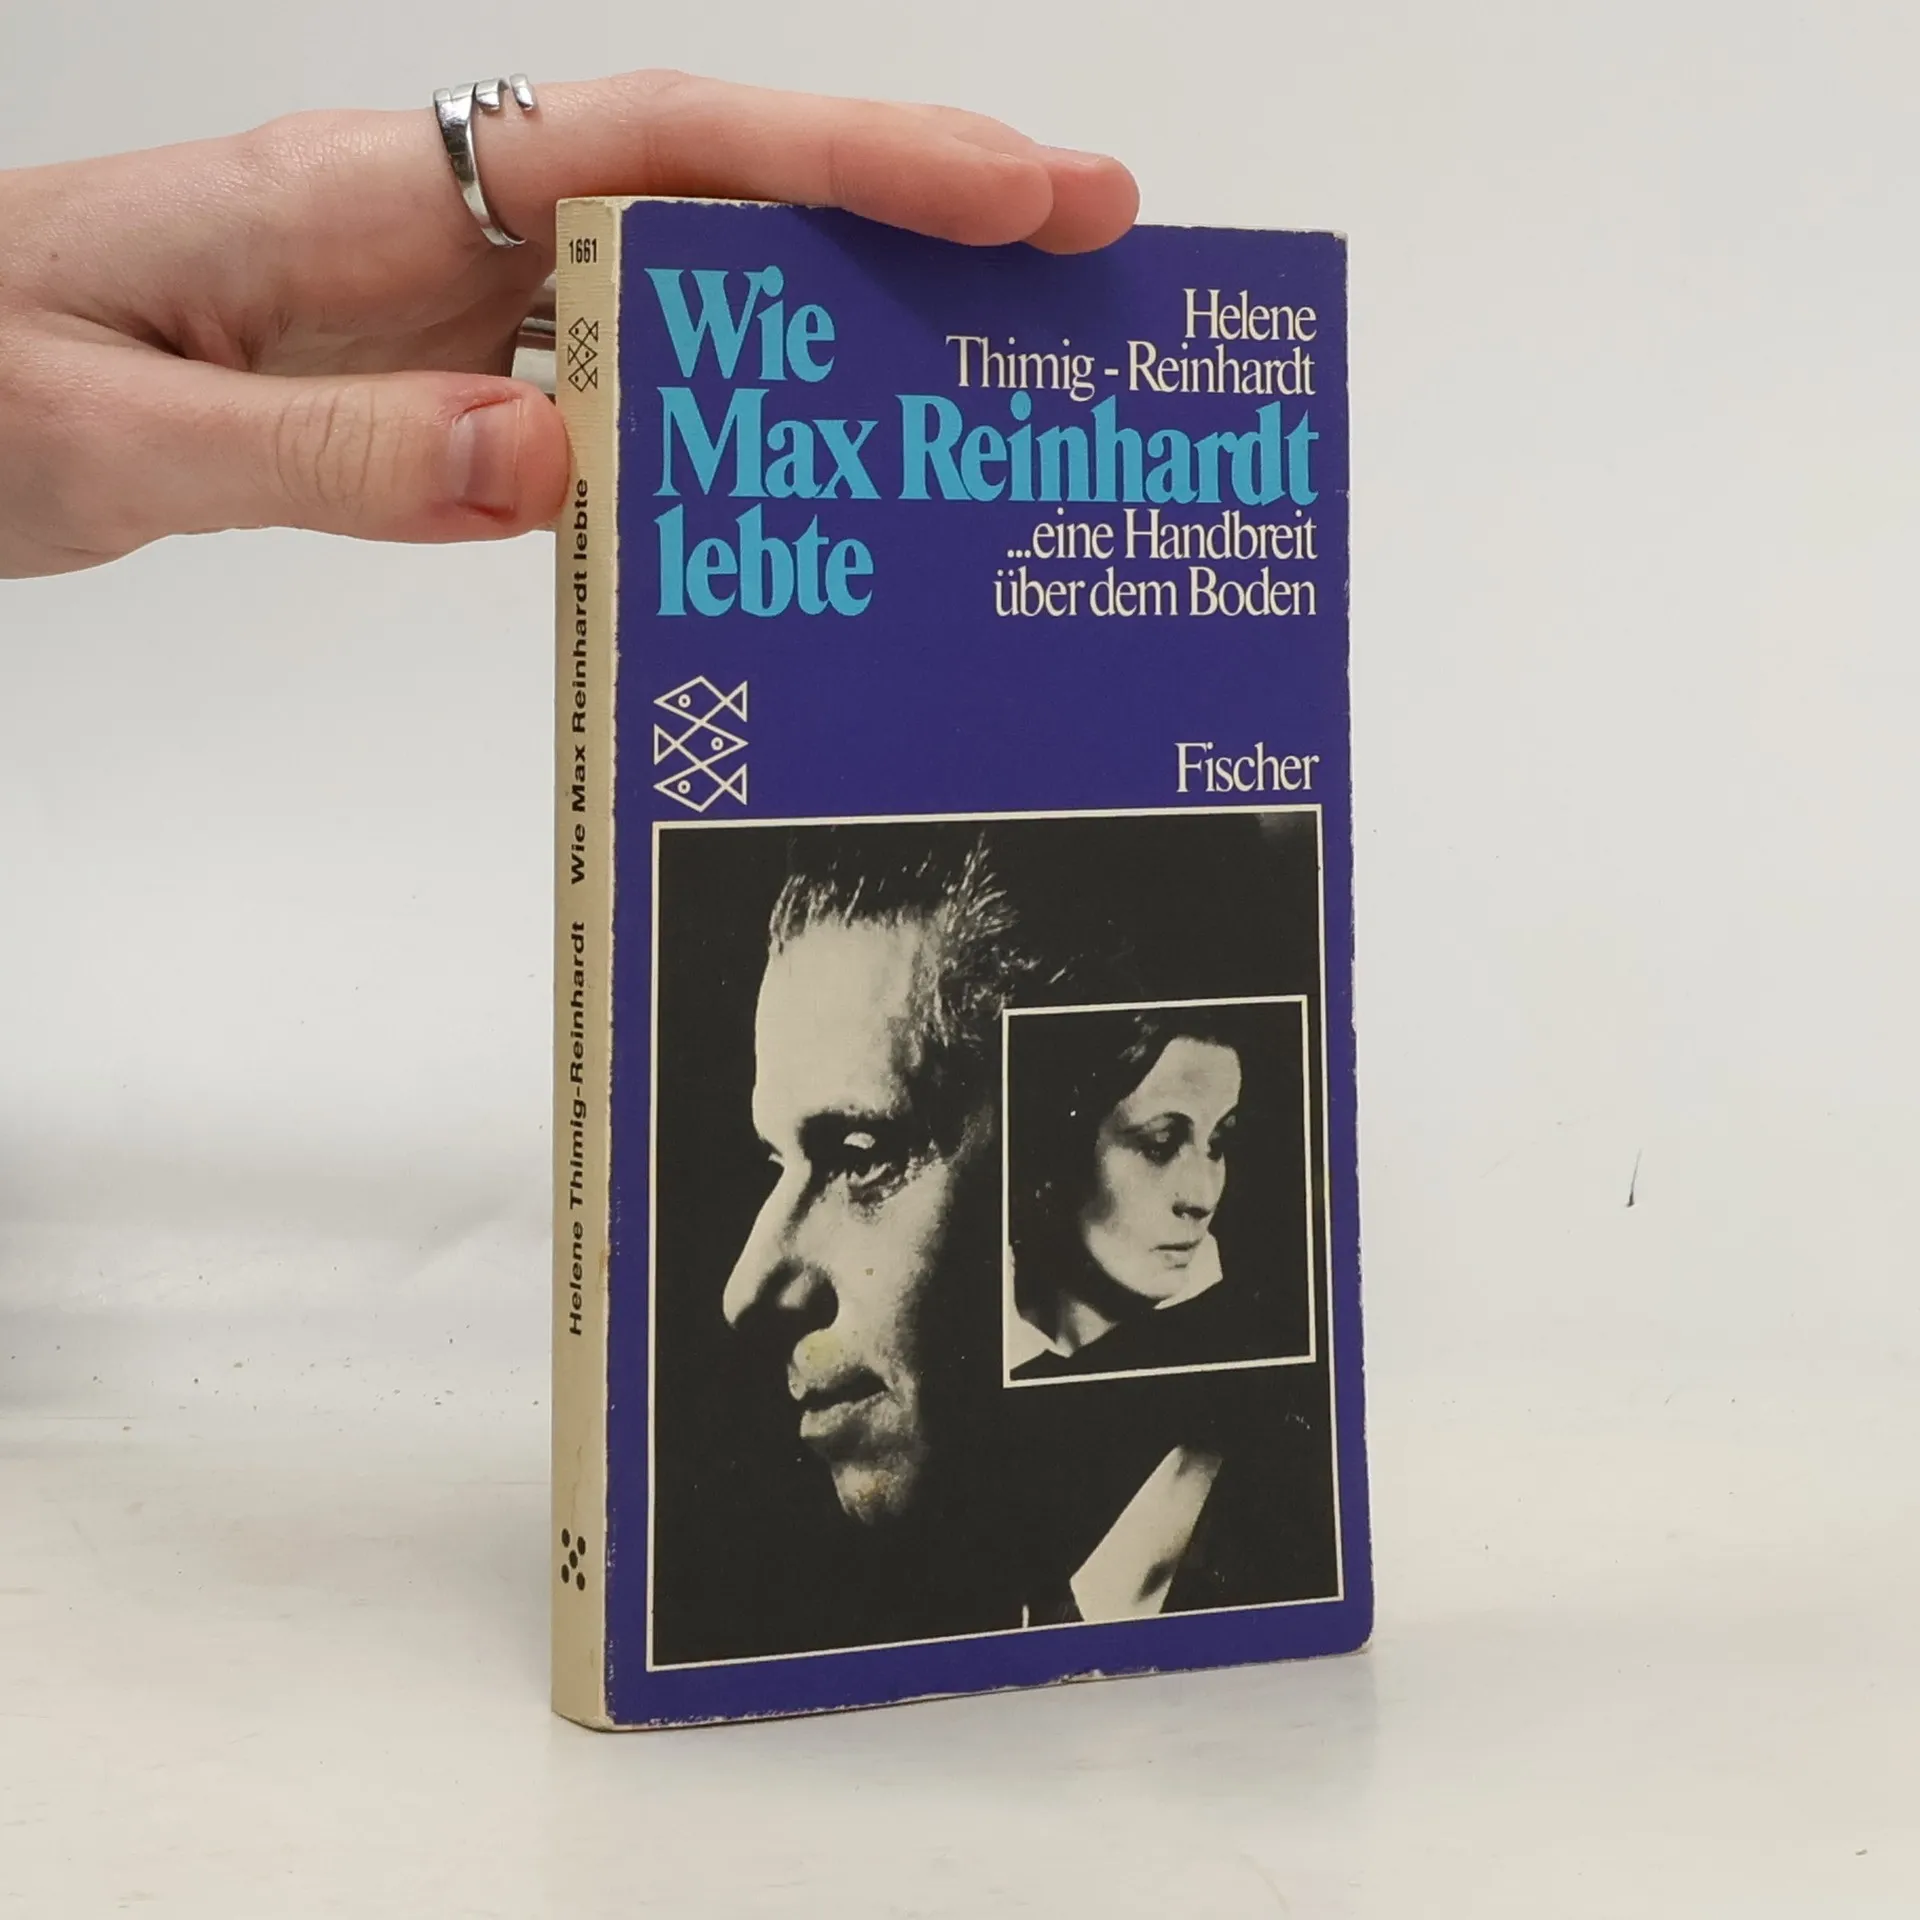 1661
Helene Thimig-Reinhardt Wie Max Reinhardt lebte
Wie
Helene
Thimig-Reinhardt
Max Reinhardt
lebte
...eine Handbreit
über dem Boden
Fischer